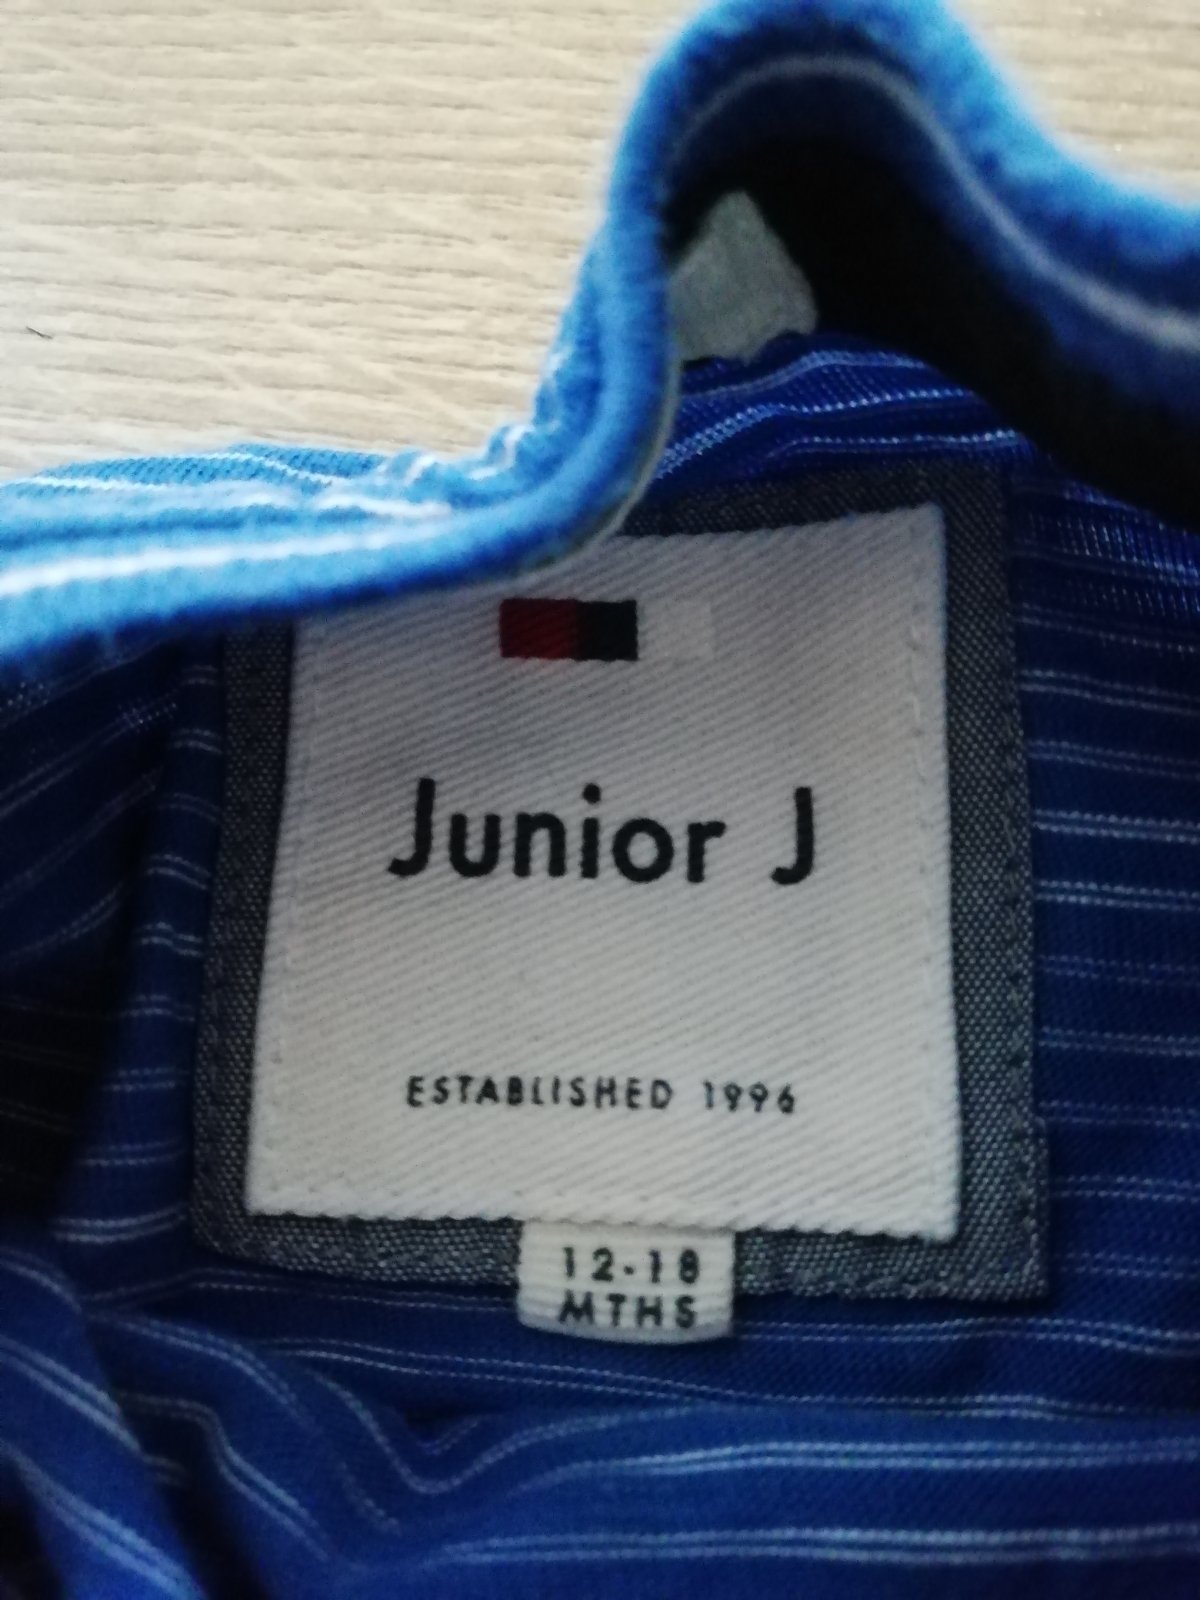 Junior J
ESTABLISHED 1996
12-18
MTHS